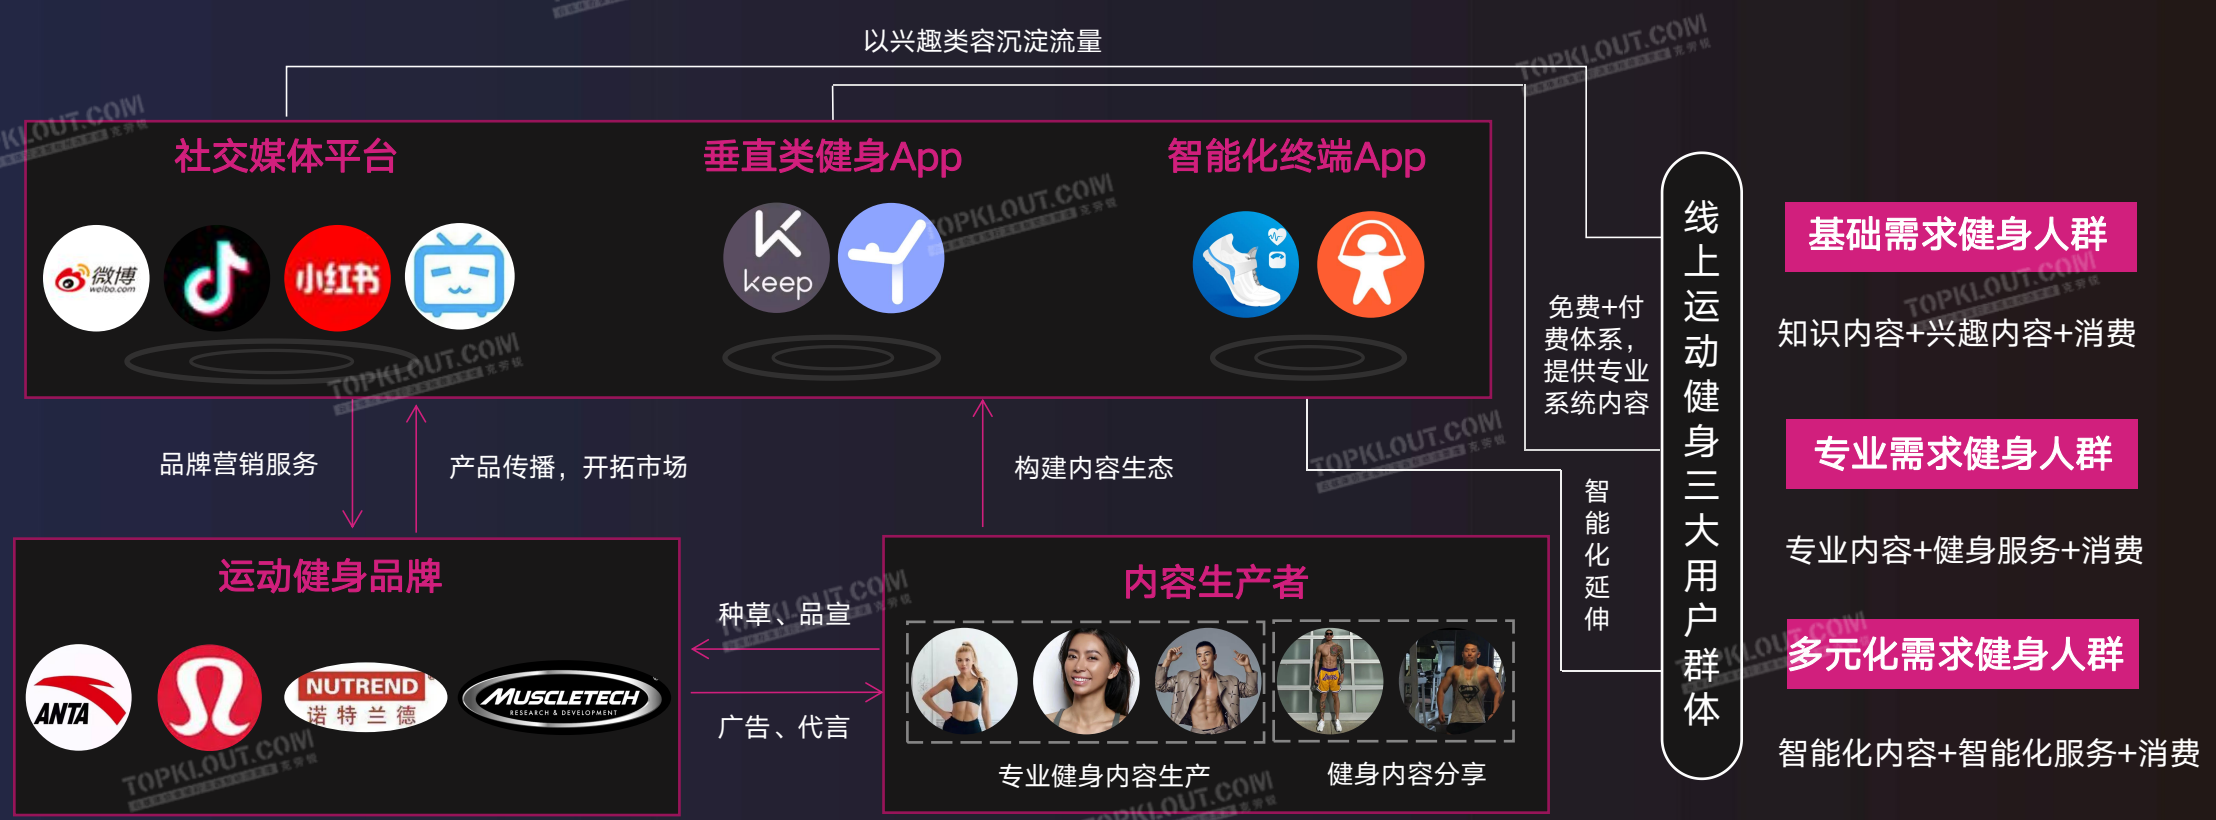 以兴趣类容沉淀流量
社交媒体平台
垂直类健身App
智能化终端App
微博
weibo.com
小红书
keep
免费+付
费体系，
提供专业
系统内容
品牌营销服务
产品传播，开拓市场
构建内容生态
智能化延伸
运动健身品牌
ANTA
NUTREND
诺特兰德
MUSCLETECH
RESEARCH & DEVELOPMENT
种草、品宣
广告、代言
内容生产者
专业健身内容生产
健身内容分享
线上运动健身三大用户群体
基础需求健身人群
知识内容+兴趣内容+消费
专业需求健身人群
专业内容+健身服务+消费
多元化需求健身人群
智能化内容+智能化服务+消费
TOPKLOUT.COM
克劳锐